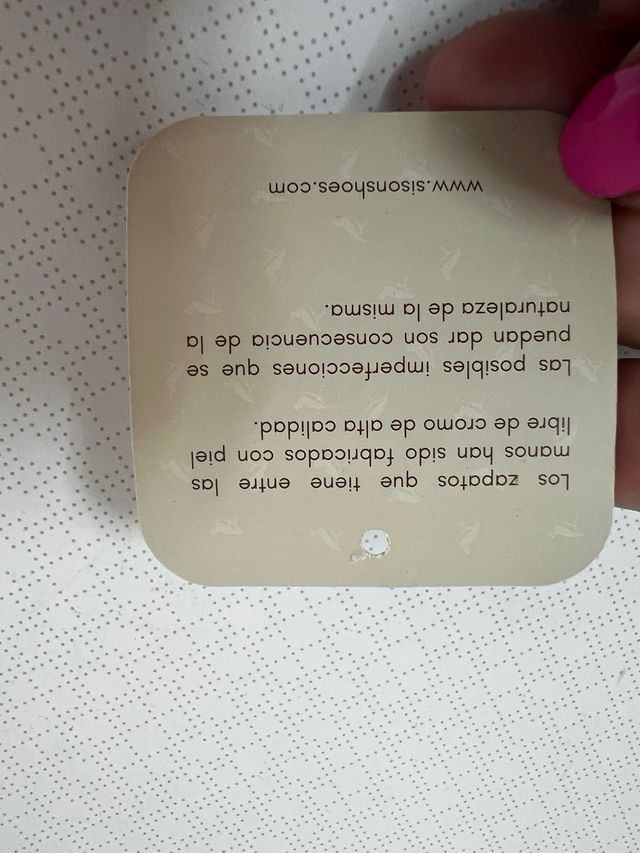 Los zapatos que tiene entre las
manos han sido fabricados con piel
libre de cromo de alta calidad.
Las posibles imperfecciones que se
puedan dar son consecuencia de la
naturaleza de la misma.
www.sisonshoes.com